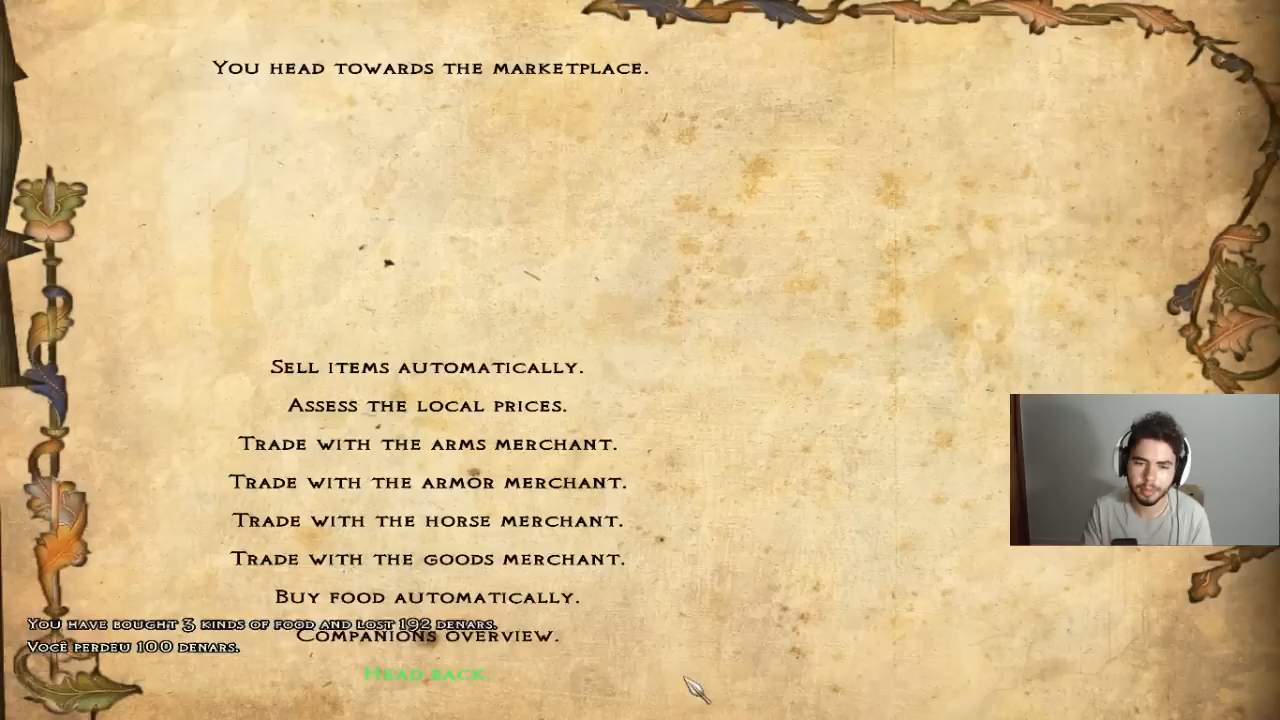 You head towards the marketplace.
Sell items automatically.
Assess the local prices.
Trade with the arms merchant.
Trade with the armor merchant.
Trade with the horse merchant.
Trade with the goods merchant.
Buy food automatically.
You have bought 3 kinds of food and lost 192 denars.
Companions overview.
Você perdeu 100 denars.
Head back.